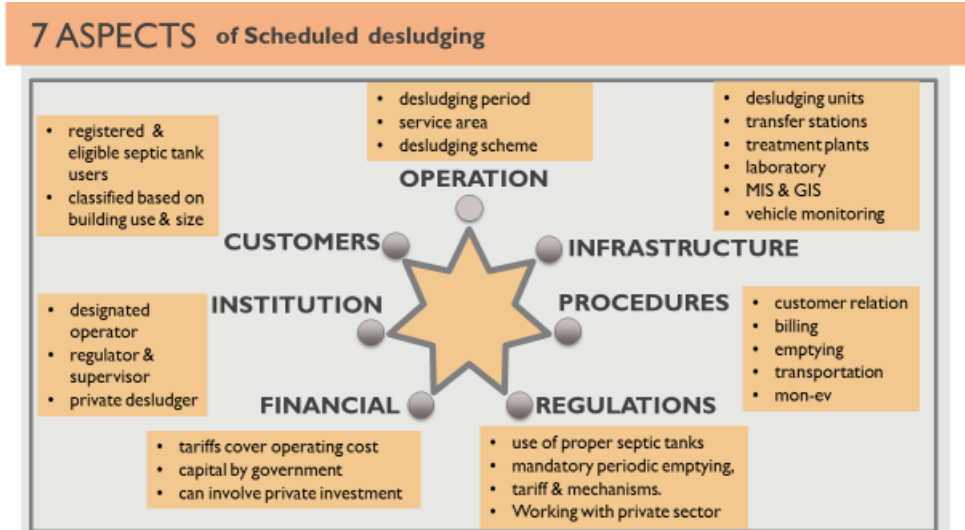 7 ASPECTS of Scheduled desludging
• desludging period
• service area
• desludging scheme
OPERATION
• desludging units
• transfer stations
• treatment plants
• laboratory
• MIS & GIS
• vehicle monitoring
INFRASTRUCTURE
• registered &
eligible septic tank
users
• classified based on
building use & size
CUSTOMERS
PROCEDURES
• customer relation
• billing
• emptying
• transportation
• mon-ev
INSTITUTION
• designated
operator
• regulator &
supervisor
• private desludger
FINANCIAL
• tariffs cover operating cost
• capital by government
• can involve private investment
REGULATIONS
• use of proper septic tanks
• mandatory periodic emptying,
• tariff & mechanisms.
• Working with private sector